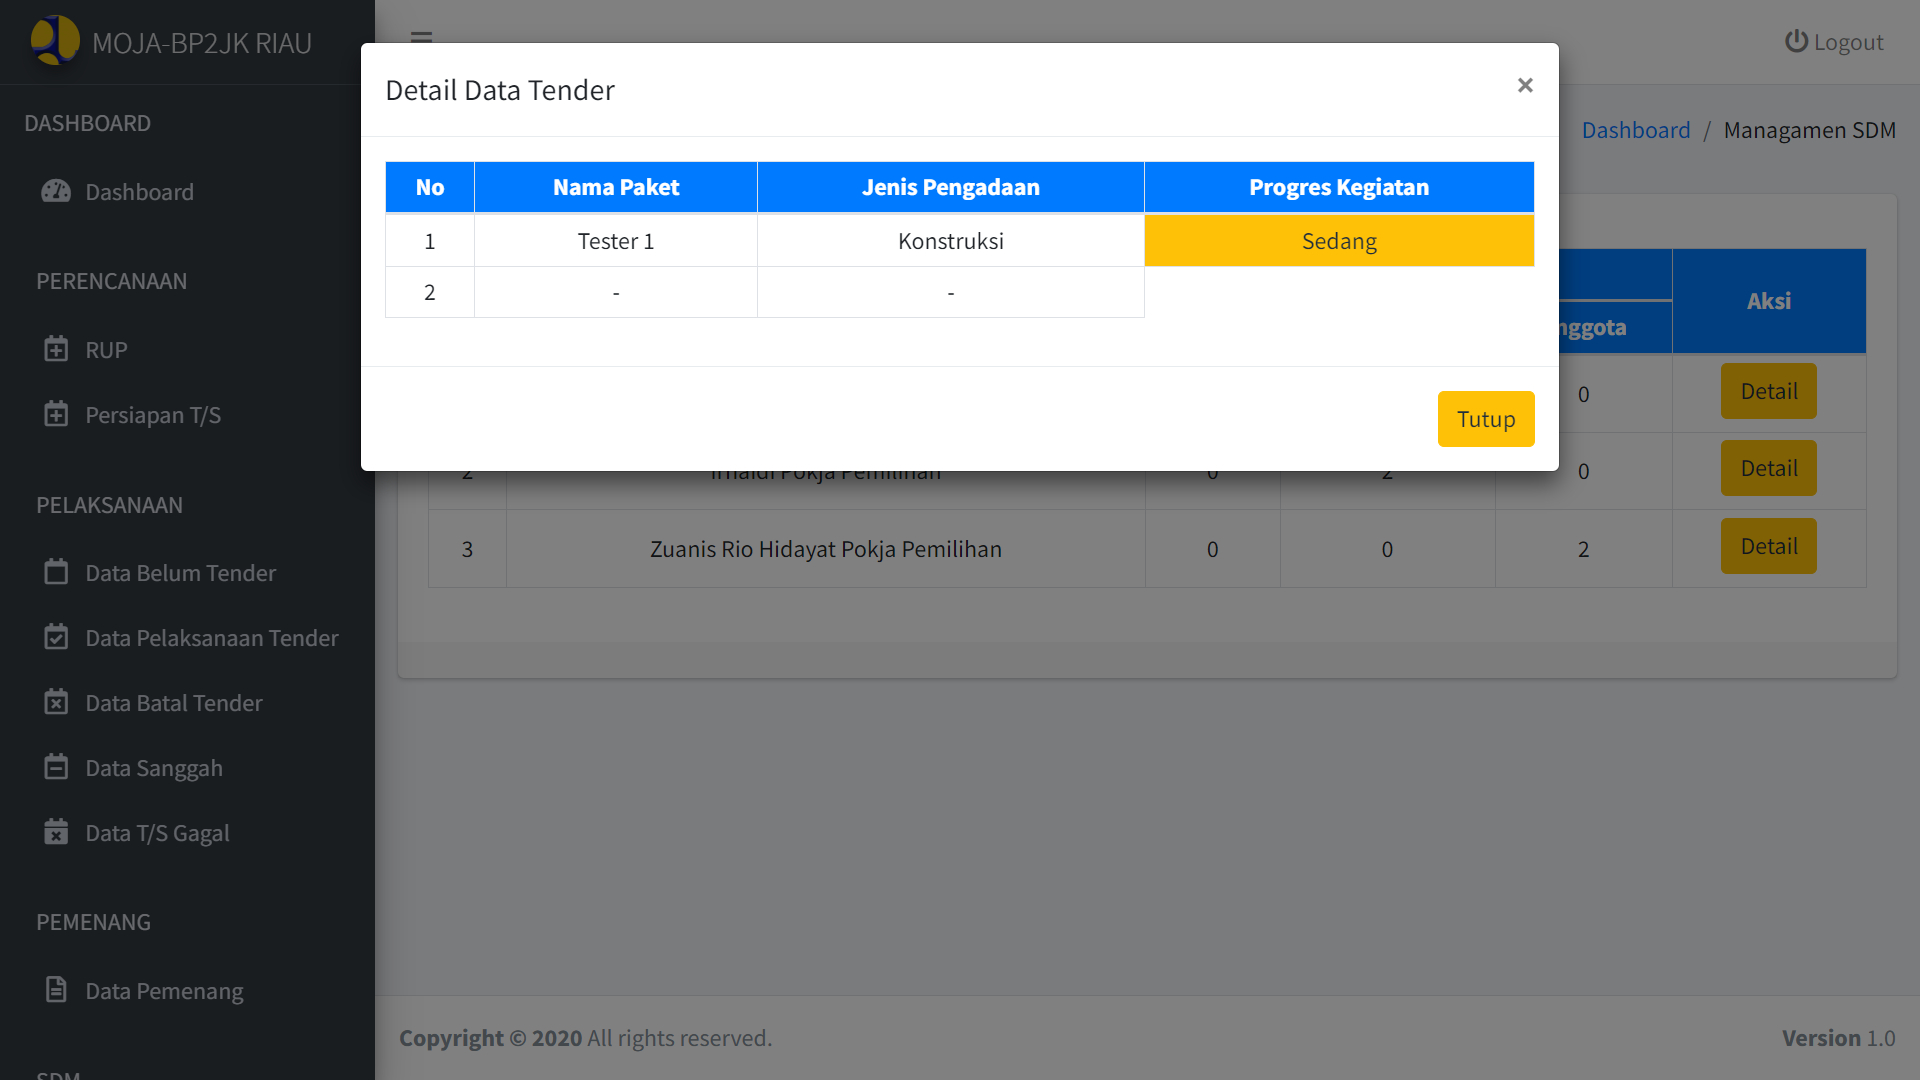 MOJA-BP2JK RIAU
Logout
Detail Data Tender
×
DASHBOARD
Dashboard / Managamen SDM
Dashboard
No Nama Paket Jenis Pengadaan Progres Kegiatan
1 Tester 1 Konstruksi Sedang
2 - -
PERENCANAAN
RUP
Persiapan T/S
Aksi
0 Detail
Tutup
2 Pokja Pemilihan 0 2 0 Detail
3 Zuanis Rio Hidayat Pokja Pemilihan 0 0 2 Detail
PELAKSANAAN
Data Belum Tender
Data Pelaksanaan Tender
Data Batal Tender
Data Sanggah
Data T/S Gagal
PEMENANG
Data Pemenang
SDM
Copyright © 2020 All rights reserved.
Version 1.0